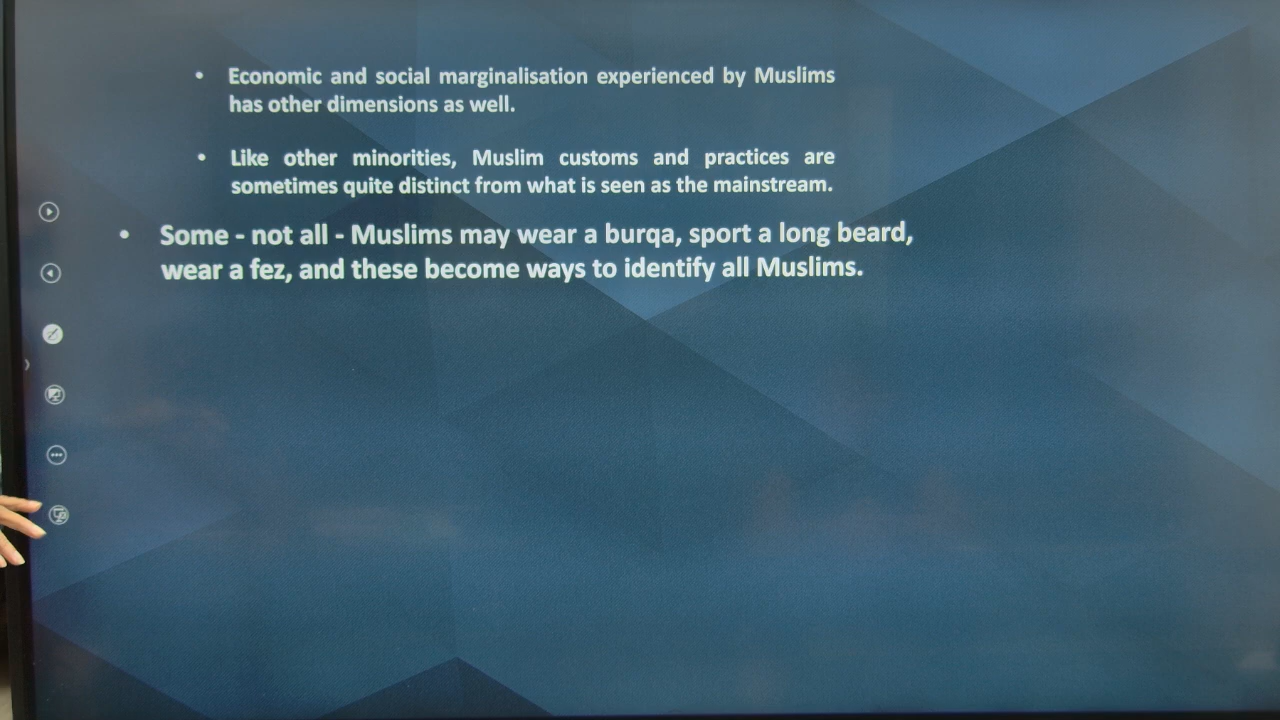 • Economic and social marginalisation experienced by Muslims
has other dimensions as well.
• Like other minorities, Muslim customs and practices are
sometimes quite distinct from what is seen as the mainstream.
• Some - not all - Muslims may wear a burqa, sport a long beard,
wear a fez, and these become ways to identify all Muslims.